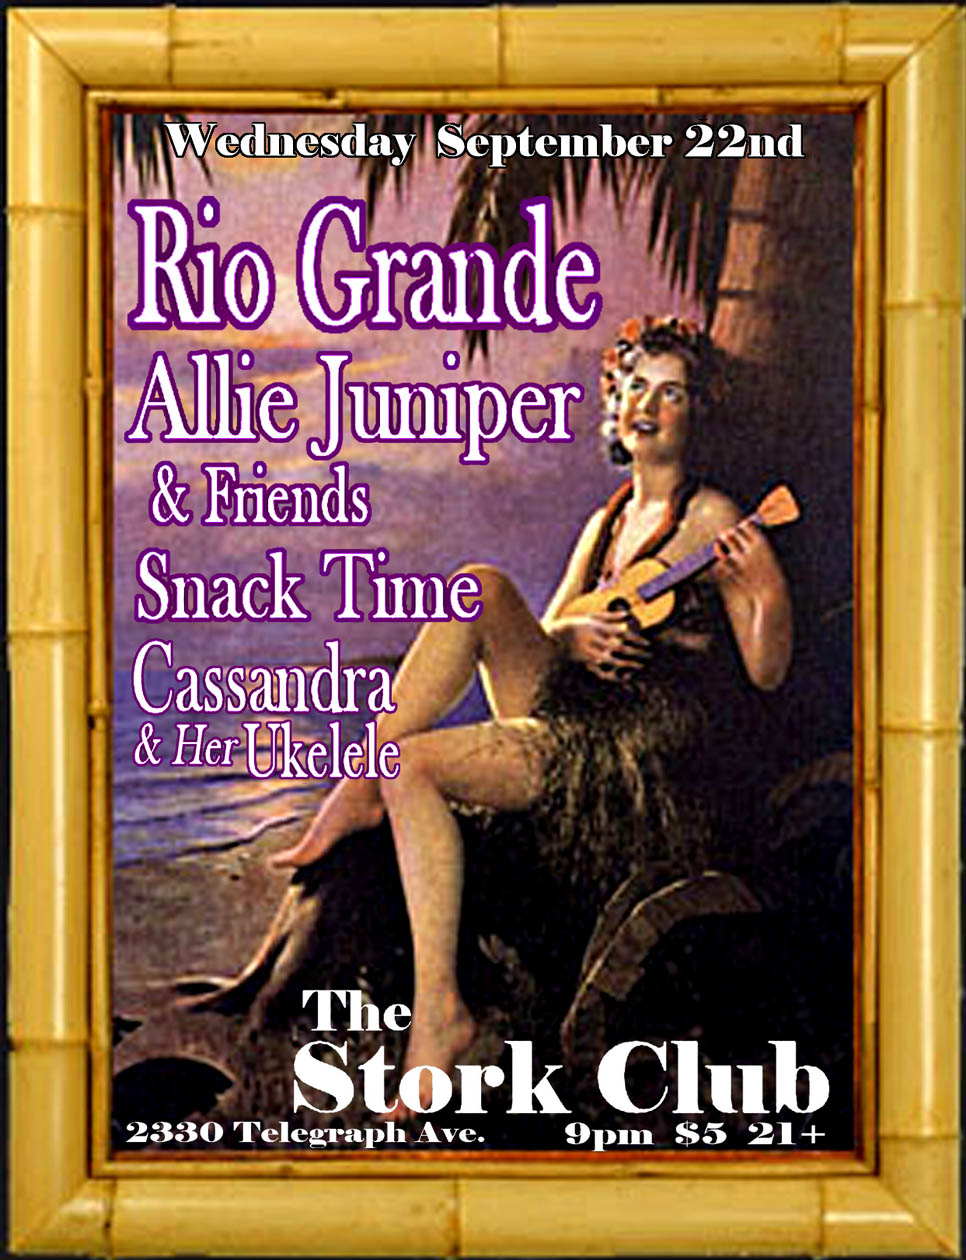 Wednesday September 22nd
Rio Grande
Allie Juniper
& Friends
Snack Time
Cassandra
& Her Ukelele
The
Stork Club
2330 Telegraph Ave. 9pm $5 21+